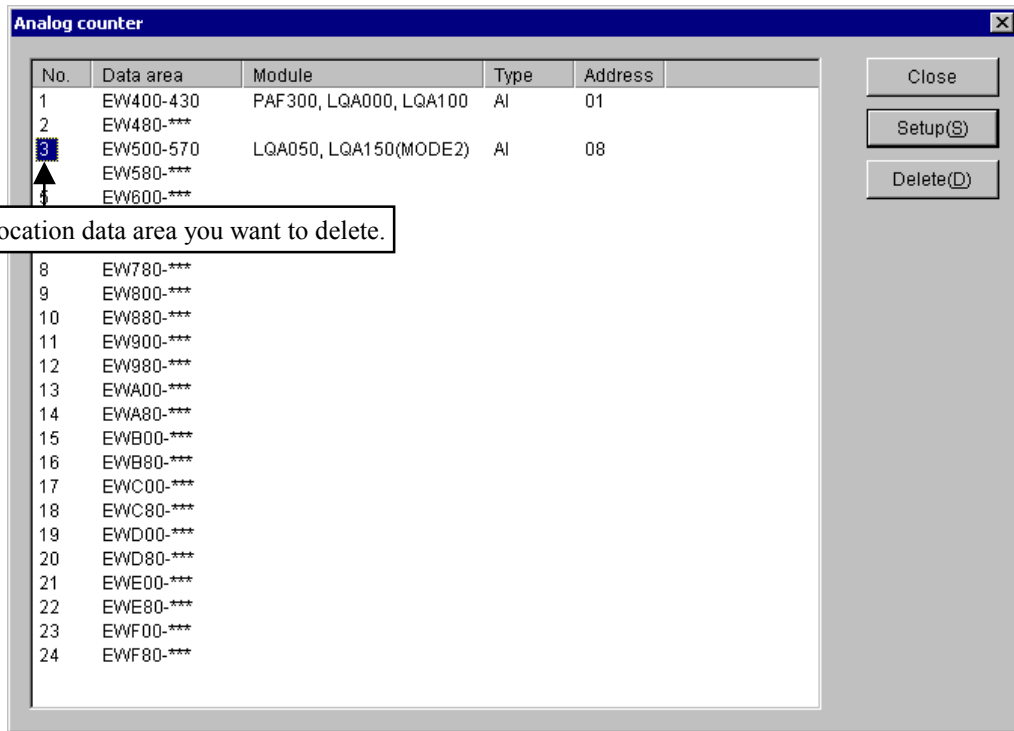 Analog counter
No. Data area Module Type Address
1 EW400-430 PAF300, LQA000, LQA100 AI 01
2 EW480-***
3 EW500-570 LQA050, LQA150(MODE2) AI 08
EW580-***
5 EW600-***
ocation data area you want to delete.
8 EW780-***
9 EW800-***
10 EW880-***
11 EW900-***
12 EW980-***
13 EWA00-***
14 EWA80-***
15 EWB00-***
16 EWB80-***
17 EWC00-***
18 EWC80-***
19 EWD00-***
20 EWD80-***
21 EWE00-***
22 EWE80-***
23 EWF00-***
24 EWF80-***
Close
Setup(S)
Delete(D)